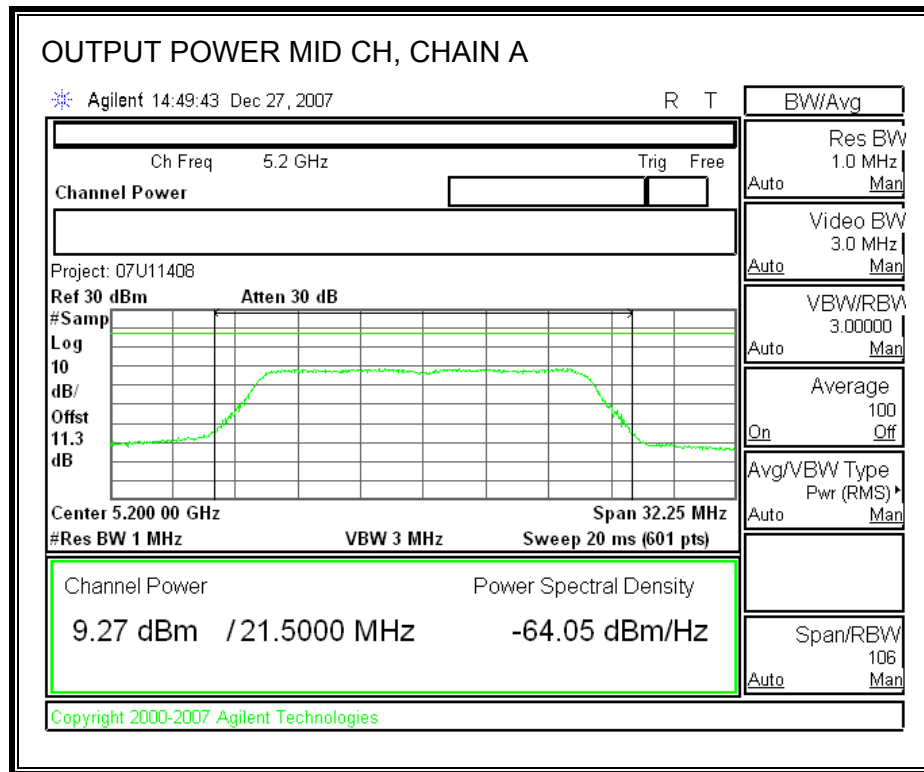 OUTPUT POWER MID CH, CHAIN A
Agilent 14:49:43 Dec 27, 2007 R T
Ch Freq 5.2 GHz Trig Free
Channel Power
Project: 07U11408
Ref 30 dBm Atten 30 dB
#Samp
Log
10
dB/
Offst
11.3
dB
Center 5.200 00 GHz Span 32.25 MHz
#Res BW 1 MHz VBW 3 MHz Sweep 20 ms (601 pts)
Channel Power Power Spectral Density
9.27 dBm / 21.5000 MHz -64.05 dBm/Hz
Copyright 2000-2007 Agilent Technologies
BW/Avg
Res BW
1.0 MHz
Auto Man
Video BW
3.0 MHz
Auto Man
VBW/RBW
3.00000
Auto Man
Average
100
On Off
Avg/VBW Type
Pwr (RMS)
Auto Man
Span/RBW
106
Auto Man